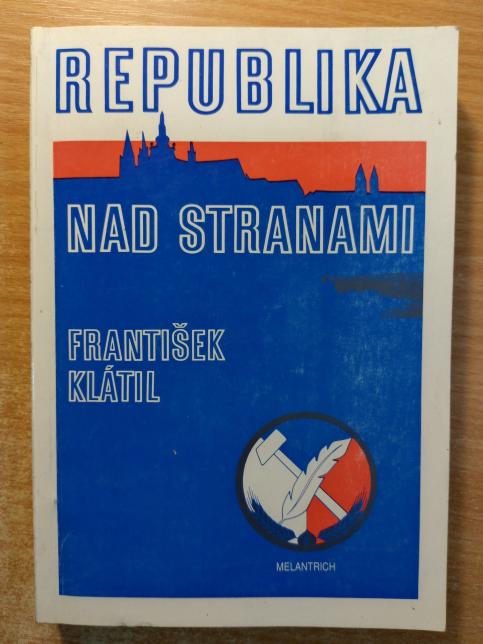 REPUBLIKA
NAD STRANAMI
FRANTIŠEK
KLÁTIL
MELANTRICH